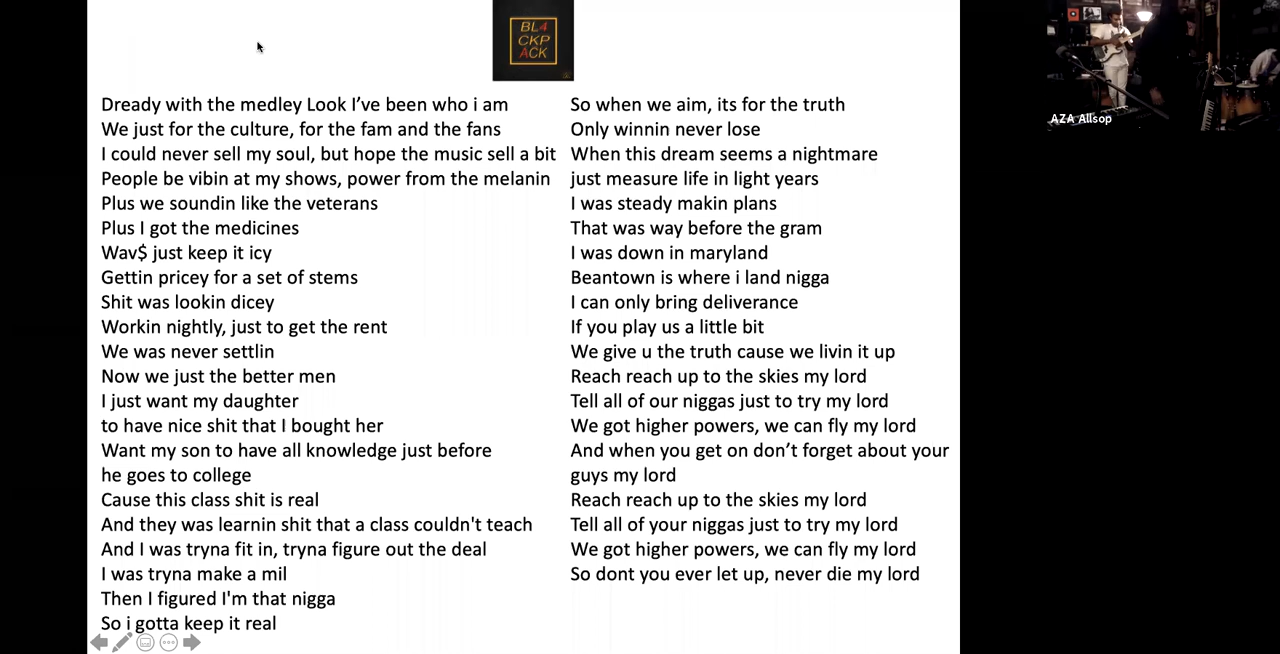 BL4
CKP
ACK
Dready with the medley Look I’ve been who i am
We just for the culture, for the fam and the fans
I could never sell my soul, but hope the music sell a bit
People be vibin at my shows, power from the melanin
Plus we soundin like the veterans
Plus I got the medicines
Wav$ just keep it icy
Gettin pricey for a set of stems
Shit was lookin dicey
Workin nightly, just to get the rent
We was never settlin
Now we just the better men
I just want my daughter
to have nice shit that I bought her
Want my son to have all knowledge just before
he goes to college
Cause this class shit is real
And they was learnin shit that a class couldn't teach
And I was tryna fit in, tryna figure out the deal
I was tryna make a mil
Then I figured I'm that nigga
So i gotta keep it real
So when we aim, its for the truth
Only winnin never lose
When this dream seems a nightmare
just measure life in light years
I was steady makin plans
That was way before the gram
I was down in maryland
Beantown is where i land nigga
I can only bring deliverance
If you play us a little bit
We give u the truth cause we livin it up
Reach reach up to the skies my lord
Tell all of our niggas just to try my lord
We got higher powers, we can fly my lord
And when you get on don’t forget about your
guys my lord
Reach reach up to the skies my lord
Tell all of your niggas just to try my lord
We got higher powers, we can fly my lord
So dont you ever let up, never die my lord
AZA Allsop